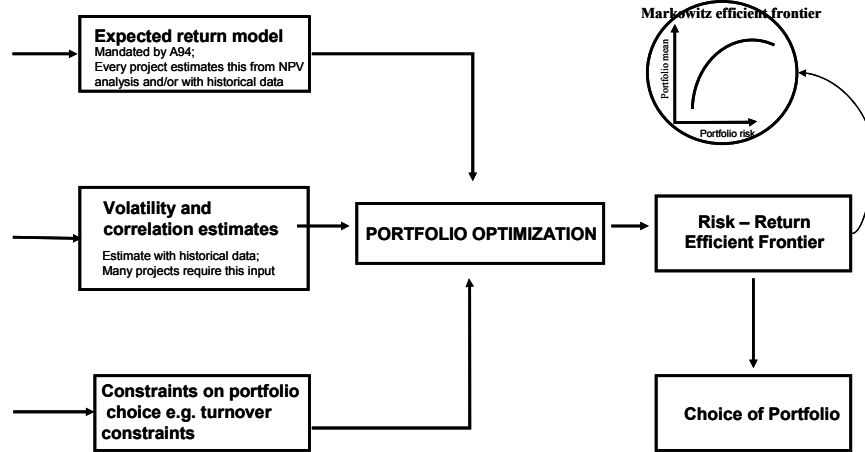 Markowitz efficient frontier
Portfolio mean
Portfolio risk
Expected return model
Mandated by A94;
Every project estimates this from NPV
analysis and/or with historical data
Volatility and
correlation estimates
Estimate with historical data;
Many projects require this input
PORTFOLIO OPTIMIZATION
Risk – Return
Efficient Frontier
Constraints on portfolio
choice e.g. turnover
constraints
Choice of Portfolio